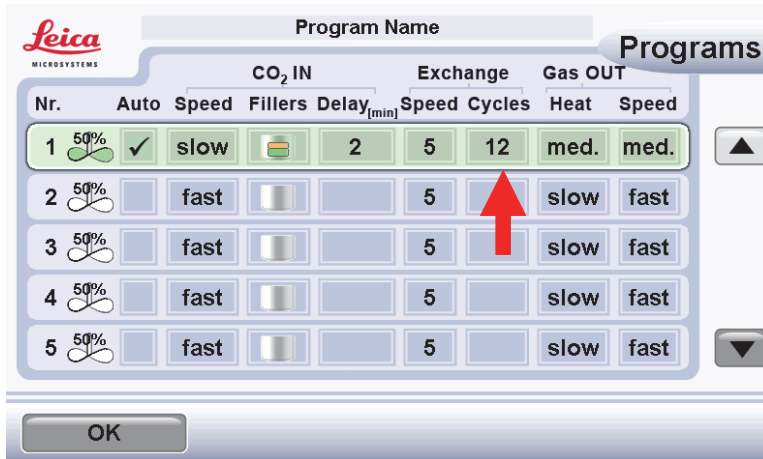 Leica
MICROSYSTEMS
Program Name
Programs
CO2 IN Exchange Gas OUT
Nr. Auto Speed Fillers Delay[min] Speed Cycles Heat Speed
1 50% ✓ slow 2 5 12 med. med.
2 50% fast 5 slow fast
3 50% fast 5 slow fast
4 50% fast 5 slow fast
5 50% fast 5 slow fast
OK